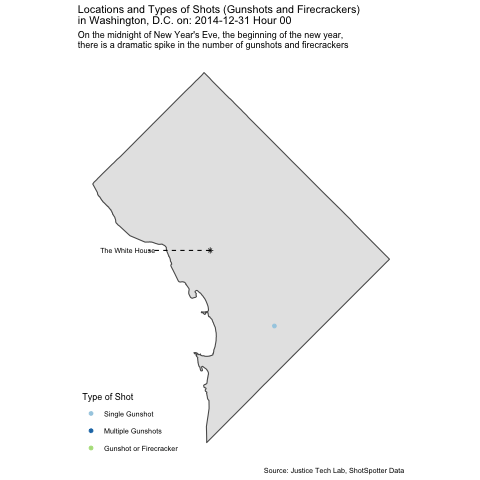 Locations and Types of Shots (Gunshots and Firecrackers)
in Washington, D.C. on: 2014-12-31 Hour 00
On the midnight of New Year's Eve, the beginning of the new year,
there is a dramatic spike in the number of gunshots and firecrackers
The White House
Type of Shot
Single Gunshot
Multiple Gunshots
Gunshot or Firecracker
Source: Justice Tech Lab, ShotSpotter Data